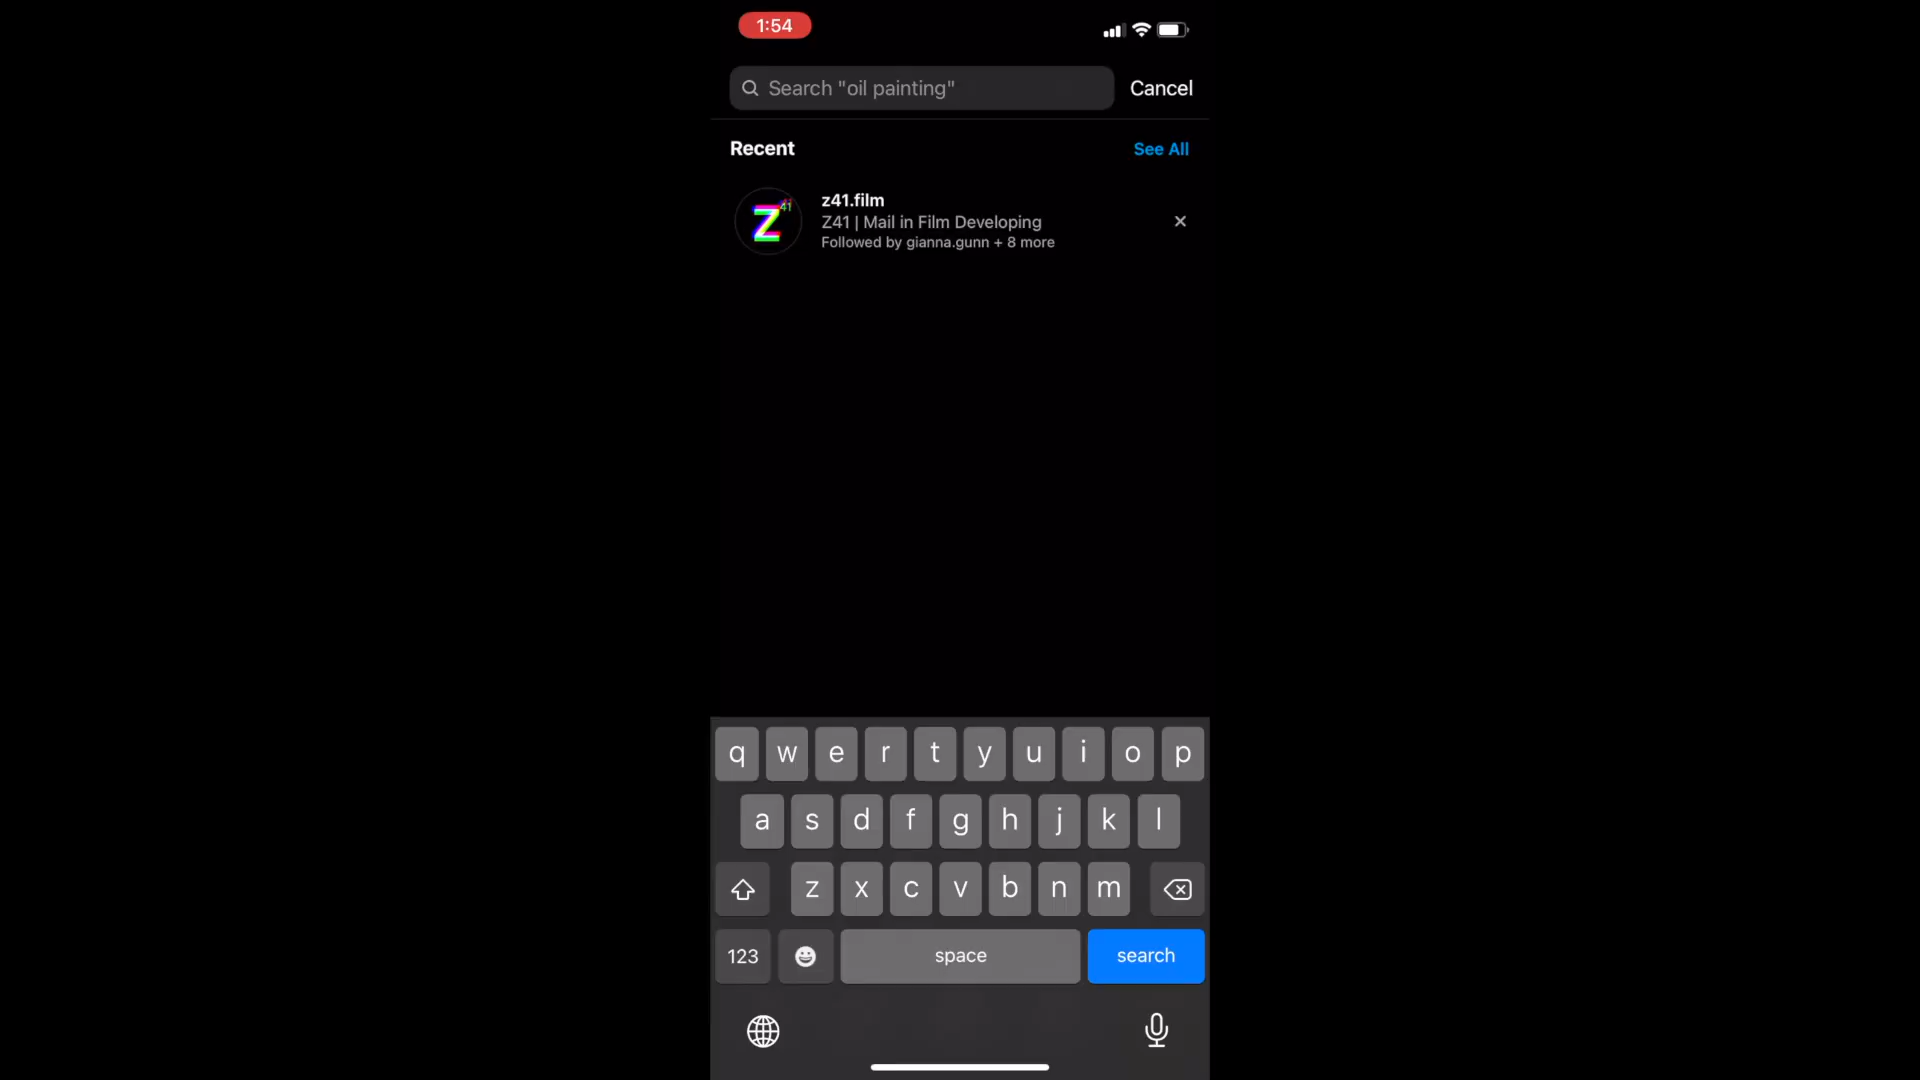 1:54
Search "oil painting"
Cancel
Recent
See All
Z41
z41.film
Z41 | Mail in Film Developing
Followed by gianna.gunn + 8 more
q w e r t y u i o p
a s d f g h j k l
z x c v b n m
123
space
search